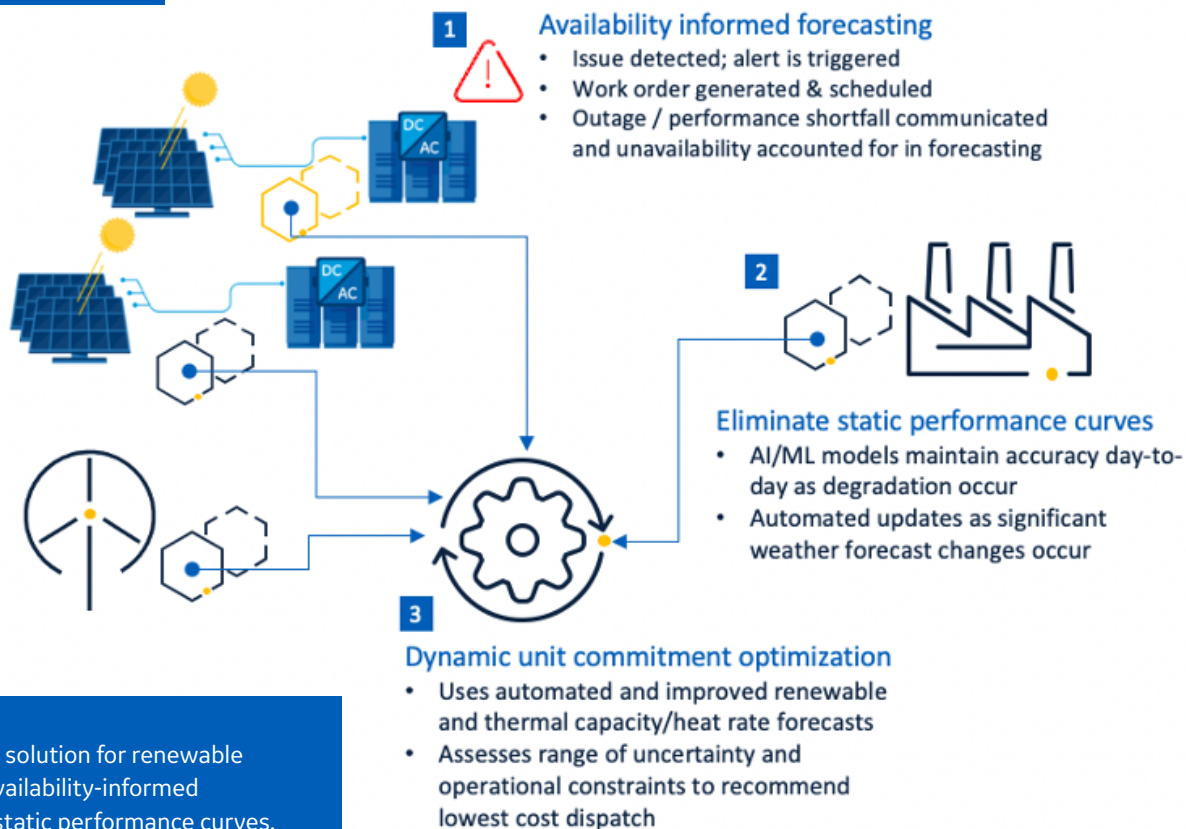 1
Availability informed forecasting
• Issue detected; alert is triggered
• Work order generated & scheduled
• Outage / performance shortfall communicated
and unavailability accounted for in forecasting
DC
AC
DC
AC
2
Eliminate static performance curves
• AI/ML models maintain accuracy day-to-
day as degradation occur
• Automated updates as significant
weather forecast changes occur
3
Dynamic unit commitment optimization
• Uses automated and improved renewable
and thermal capacity/heat rate forecasts
• Assesses range of uncertainty and
operational constraints to recommend
lowest cost dispatch
solution for renewable
vailability-informed
static performance curves.